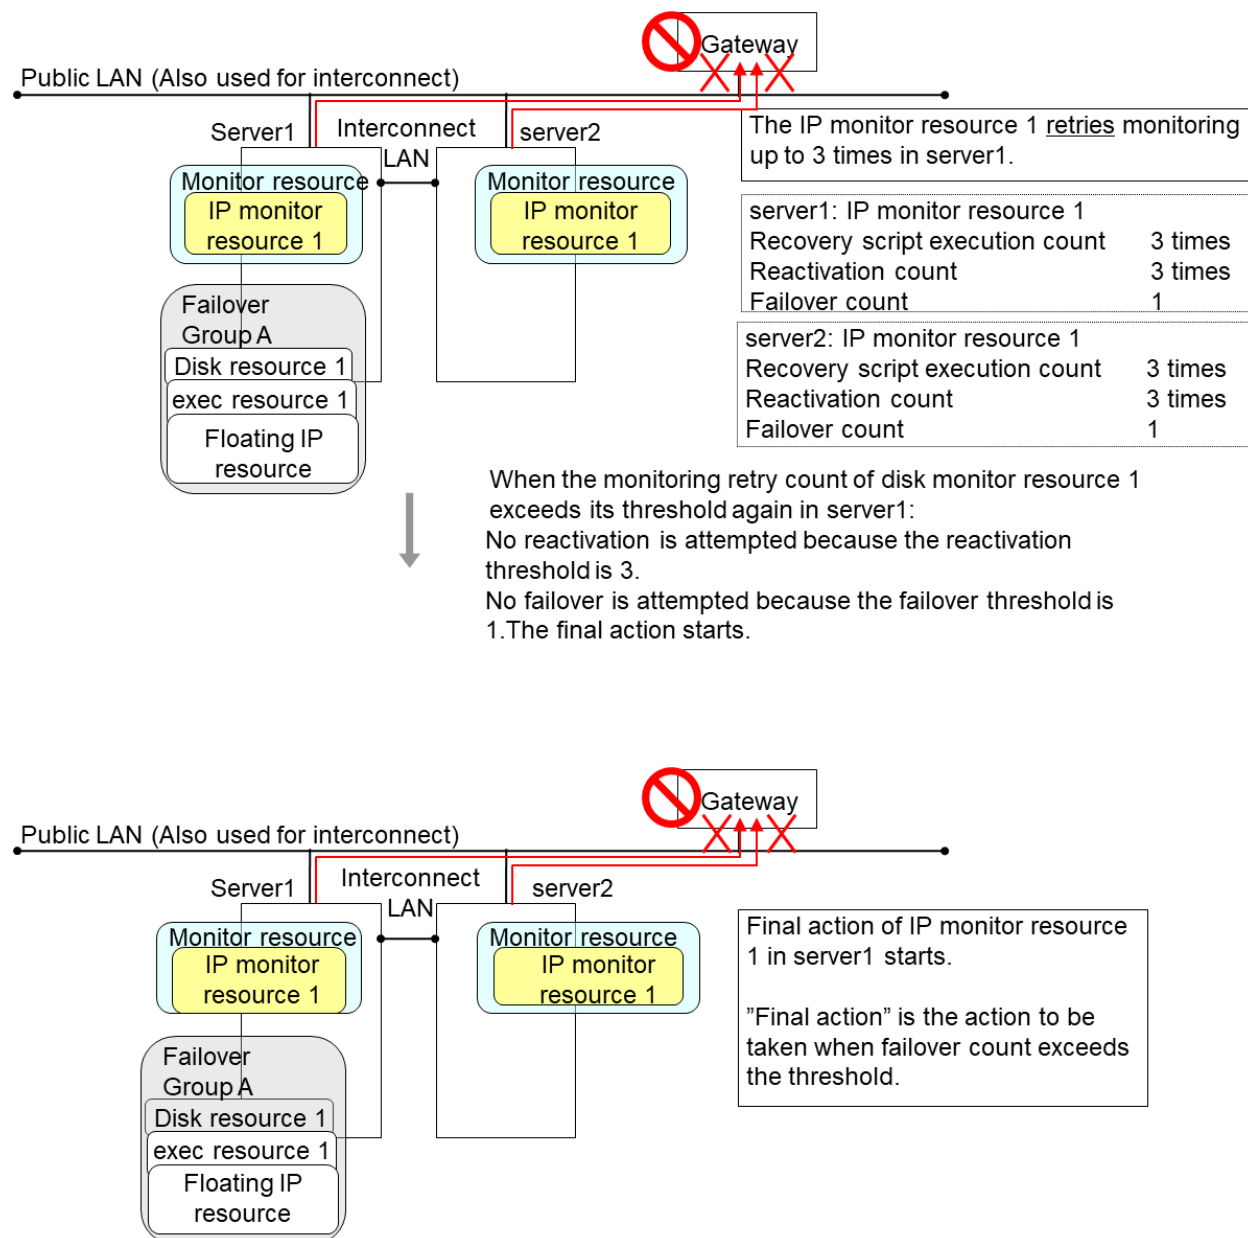 Gateway
Public LAN (Also used for interconnect)
Server1
Interconnect
LAN
server2
The IP monitor resource 1 retries monitoring
up to 3 times in server1.
Monitor resource
IP monitor
resource 1
Monitor resource
IP monitor
resource 1
server1: IP monitor resource 1
Recovery script execution count 3 times
Reactivation count 3 times
Failover count 1
Failover
Group A
Disk resource 1
exec resource 1
Floating IP
resource
server2: IP monitor resource 1
Recovery script execution count 3 times
Reactivation count 3 times
Failover count 1
When the monitoring retry count of disk monitor resource 1
exceeds its threshold again in server1:
No reactivation is attempted because the reactivation
threshold is 3.
No failover is attempted because the failover threshold is
1.The final action starts.
Gateway
Public LAN (Also used for interconnect)
Server1
Interconnect
LAN
server2
Monitor resource
IP monitor
resource 1
Monitor resource
IP monitor
resource 1
Final action of IP monitor resource
1 in server1 starts.
”Final action” is the action to be
taken when failover count exceeds
the threshold.
Failover
Group A
Disk resource 1
exec resource 1
Floating IP
resource